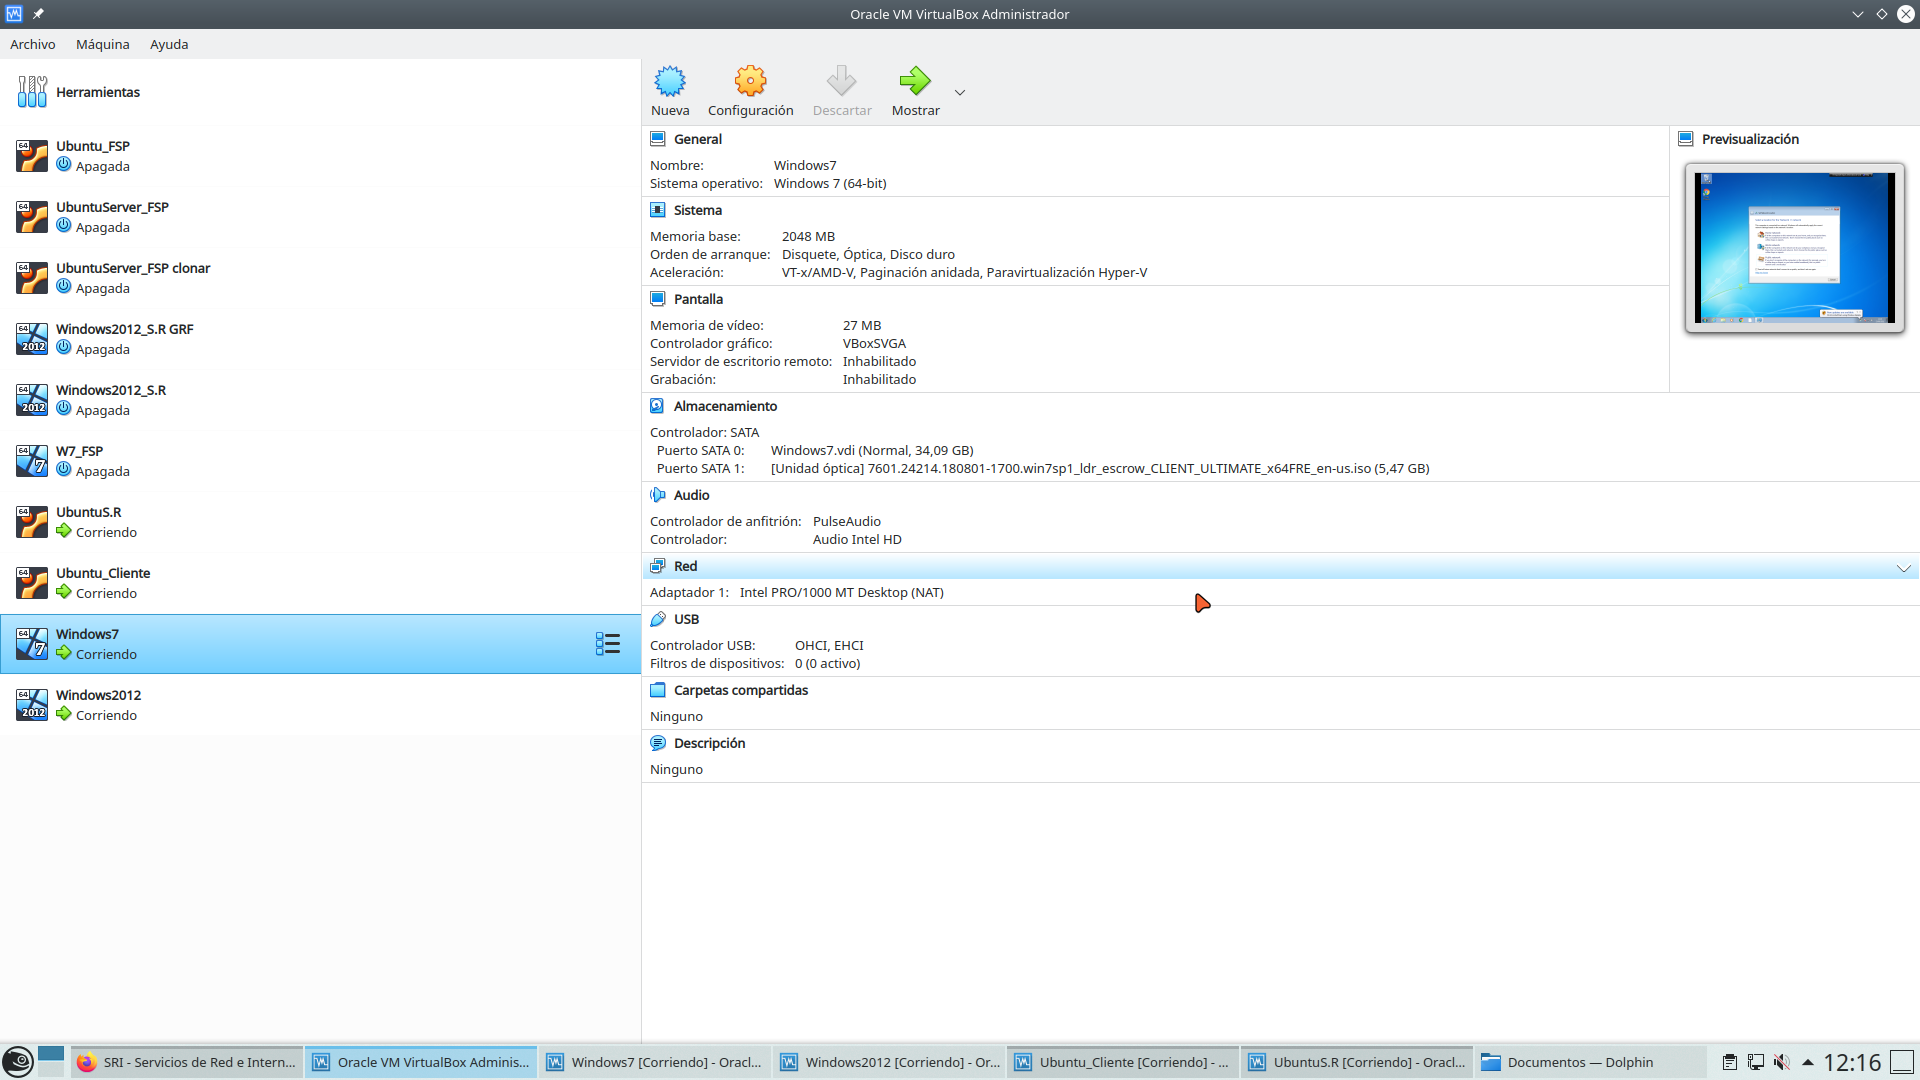 Oracle VM VirtualBox Administrador
Archivo Máquina Ayuda
Herramientas
Ubuntu_FSP
Apagada
UbuntuServer_FSP
Apagada
UbuntuServer_FSP clonar
Apagada
Windows2012_S.R GRF
Apagada
Windows2012_S.R
Apagada
W7_FSP
Apagada
UbuntuS.R
Corriendo
Ubuntu_Cliente
Corriendo
Windows7
Corriendo
Windows2012
Corriendo
Nueva Configuración Descartar Mostrar
General
Nombre: Windows7
Sistema operativo: Windows 7 (64-bit)
Sistema
Memoria base: 2048 MB
Orden de arranque: Disquete, Óptica, Disco duro
Aceleración: VT-x/AMD-V, Paginación anidada, Paravirtualización Hyper-V
Pantalla
Memoria de vídeo: 27 MB
Controlador gráfico: VBoxSVGA
Servidor de escritorio remoto: Inhabilitado
Grabación: Inhabilitado
Previsualización
Almacenamiento
Controlador: SATA
Puerto SATA 0: Windows7.vdi (Normal, 34,09 GB)
Puerto SATA 1: [Unidad óptica] 7601.24214.180801-1700.win7sp1_ldr_escrow_CLIENT_ULTIMATE_x64FRE_en-us.iso (5,47 GB)
Audio
Controlador de anfitrión: PulseAudio
Controlador: Audio Intel HD
Red
Adaptador 1: Intel PRO/1000 MT Desktop (NAT)
USB
Controlador USB: OHCI, EHCI
Filtros de dispositivos: 0 (0 activo)
Carpetas compartidas
Ninguno
Descripción
Ninguno
SRI - Servicios de Red e Intern... Oracle VM VirtualBox Adminis... Windows7 [Corriendo] - Oracl... Windows2012 [Corriendo] - Or... Ubuntu_Cliente [Corriendo] - ... UbuntuS.R [Corriendo] - Oracl... Documentos — Dolphin 12:16